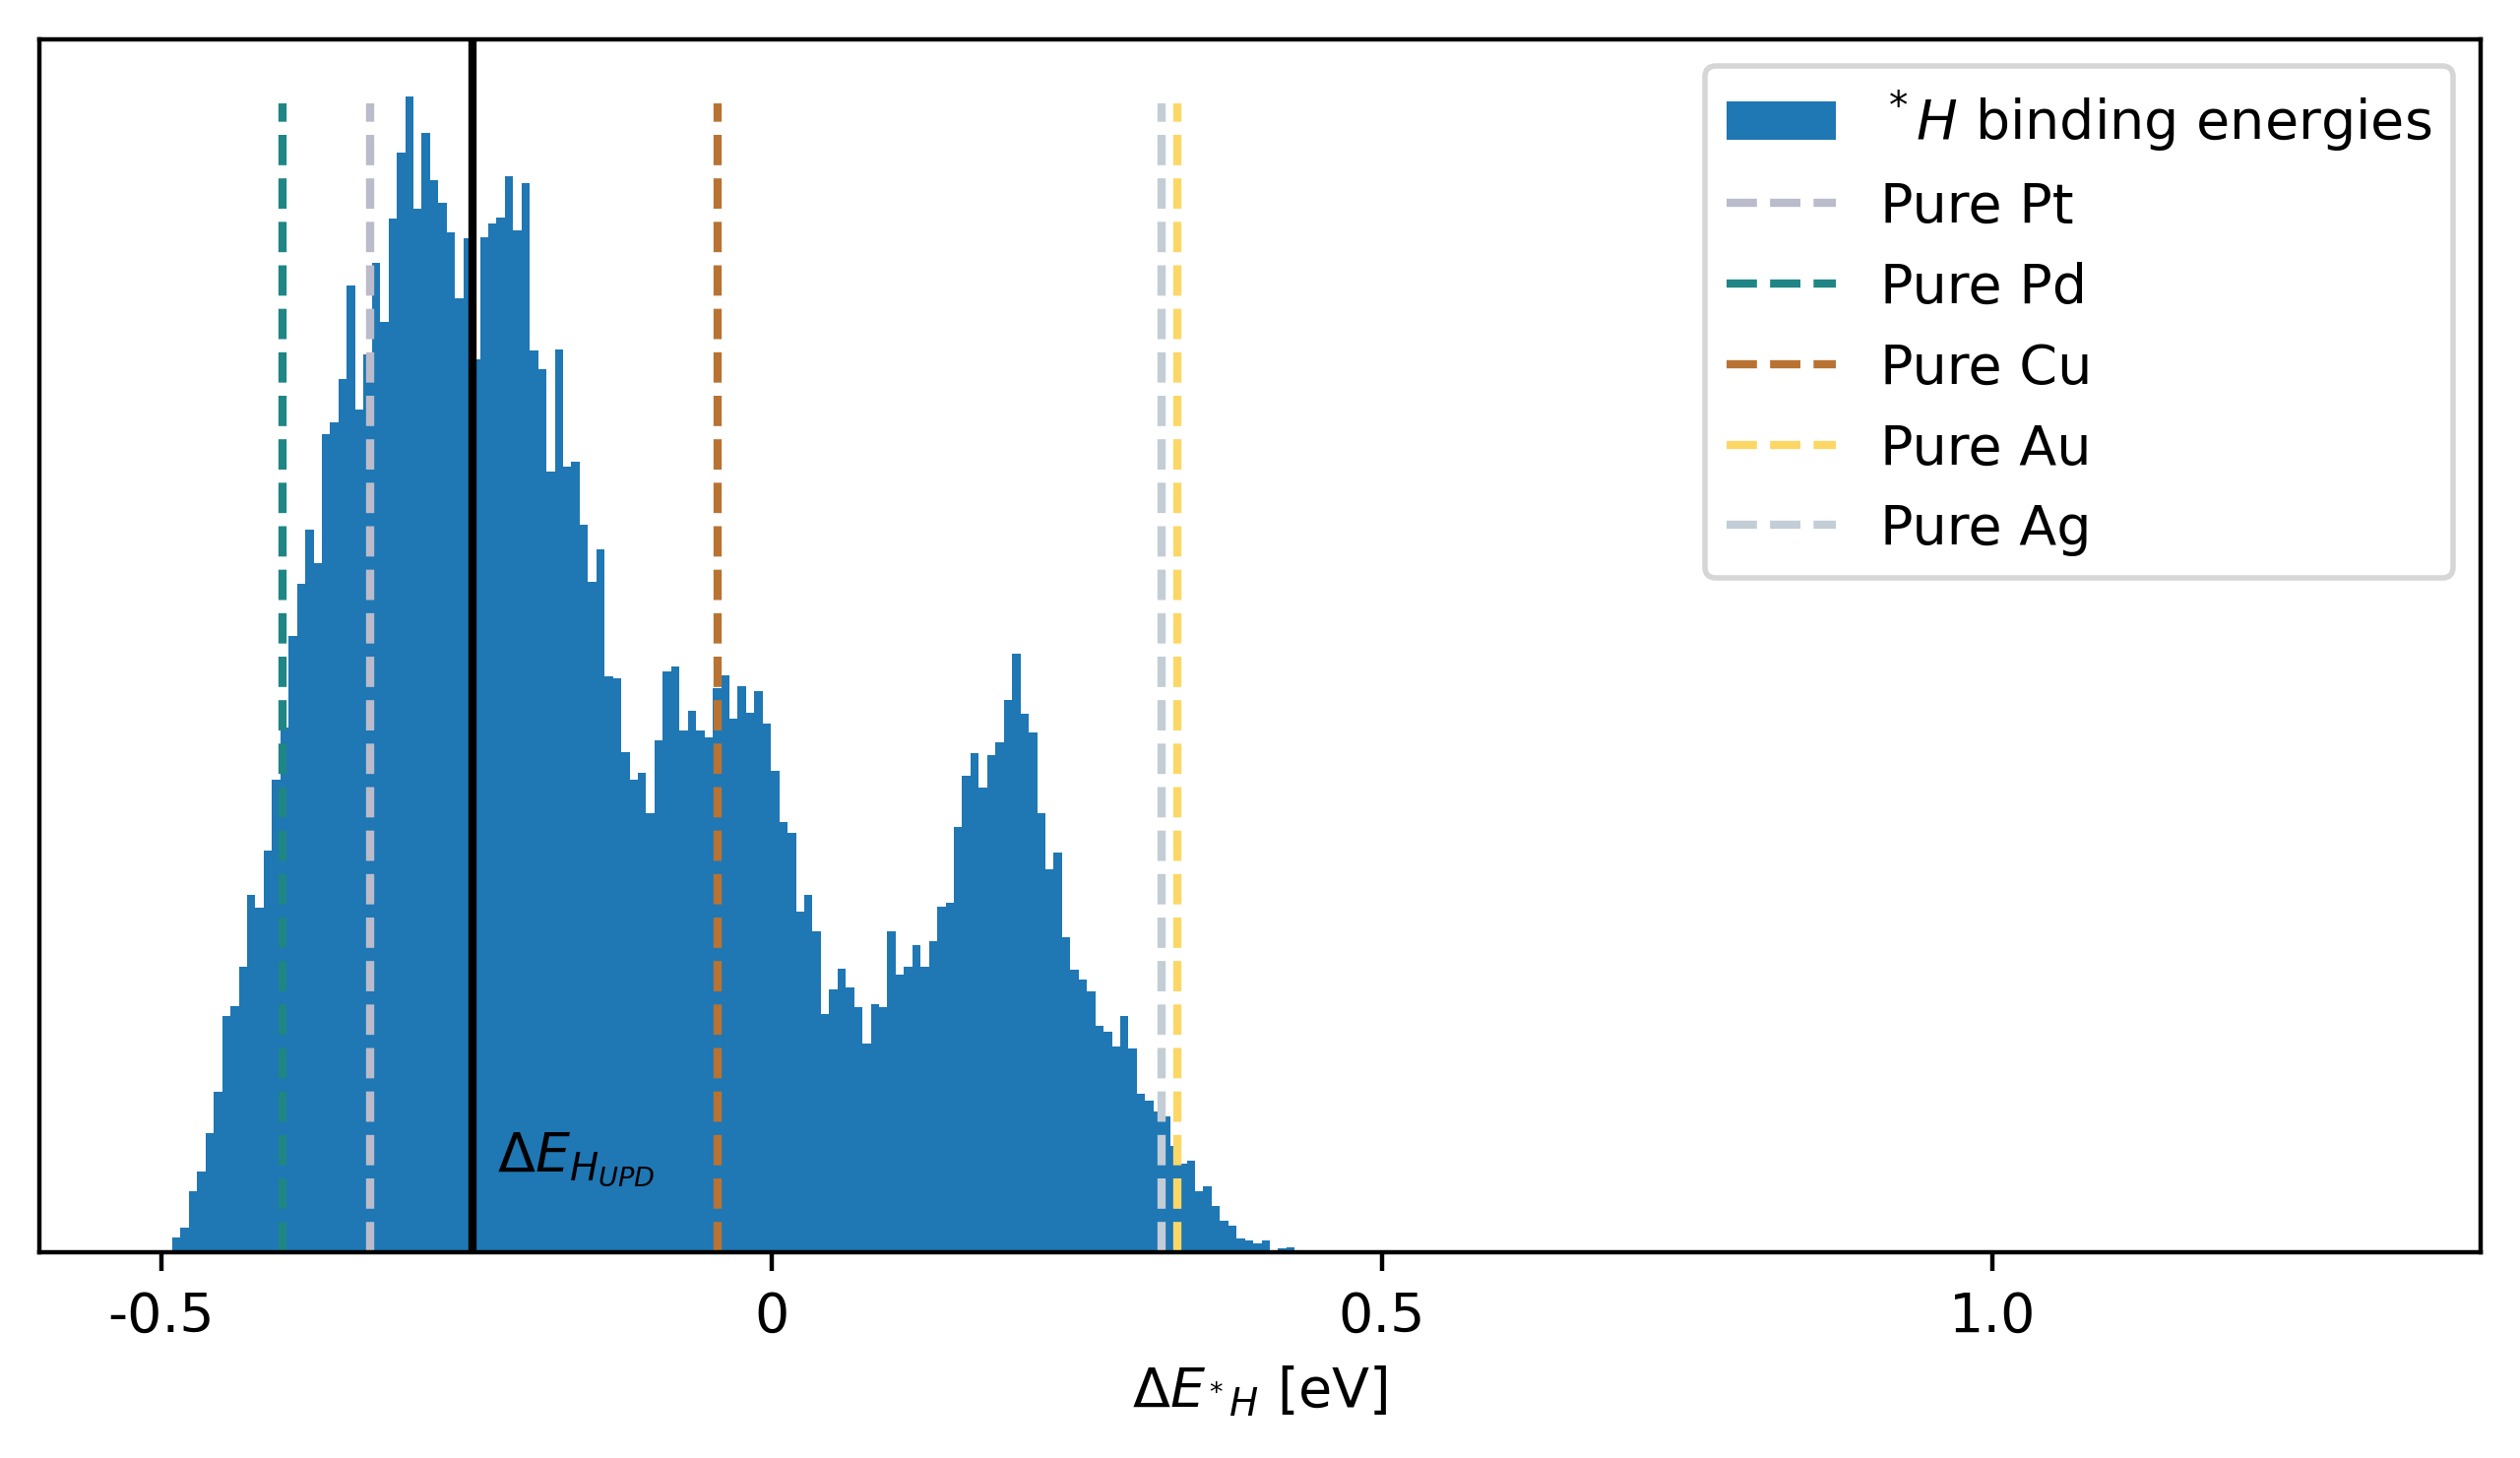 *H binding energies
Pure Pt
Pure Pd
Pure Cu
Pure Au
Pure Ag
ΔE_{H_{UPD}}
-0.5 0 0.5 1.0
ΔE_{*H} [eV]